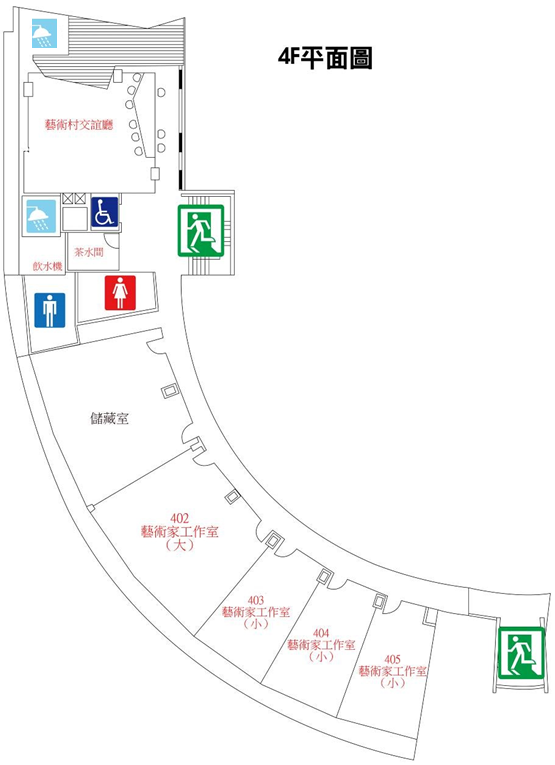 4F平面圖
藝術村交誼廳
茶水間
飲水機
儲藏室
402
藝術家工作室
（大）
403
藝術家工作室
（小）
404
藝術家工作室
（小）
405
藝術家工作室
（小）